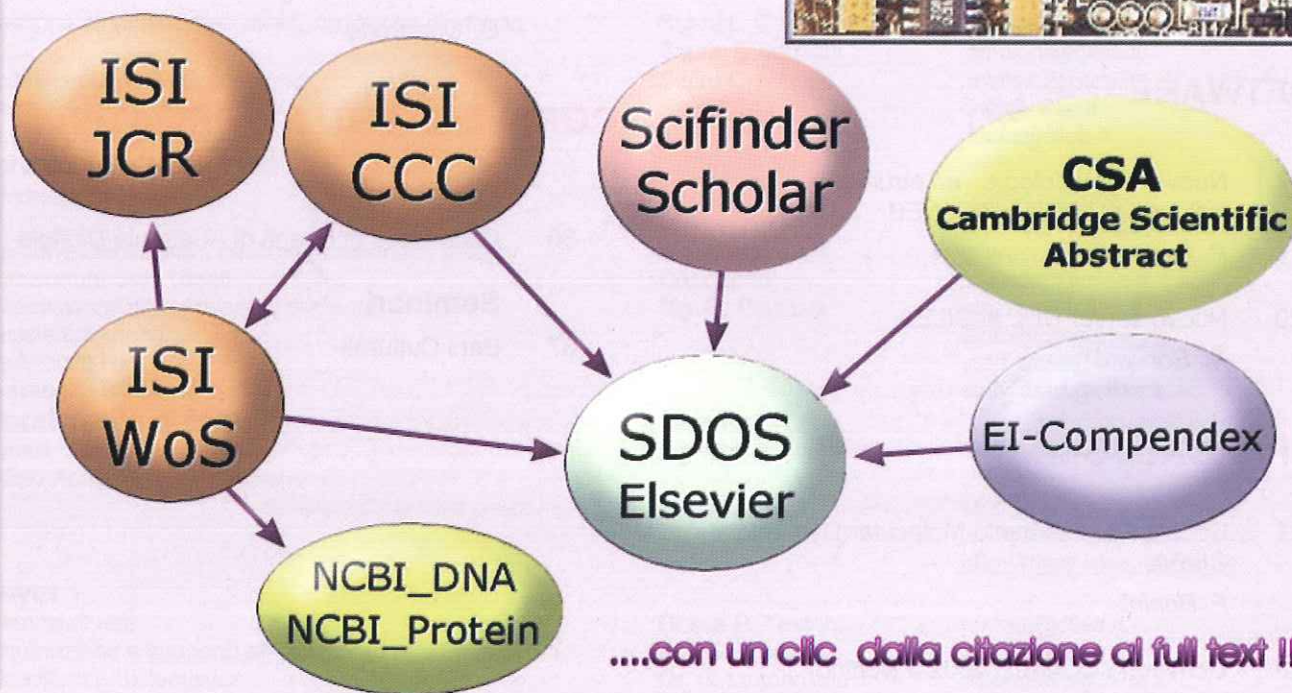 ISI
JCR
ISI
CCC
Scifinder
Scholar
CSA
Cambridge Scientific
Abstract
ISI
WoS
SDOS
Elsevier
EI-Compendex
NCBI_DNA
NCBI_Protein
....con un clic dalla citazione al full text !!